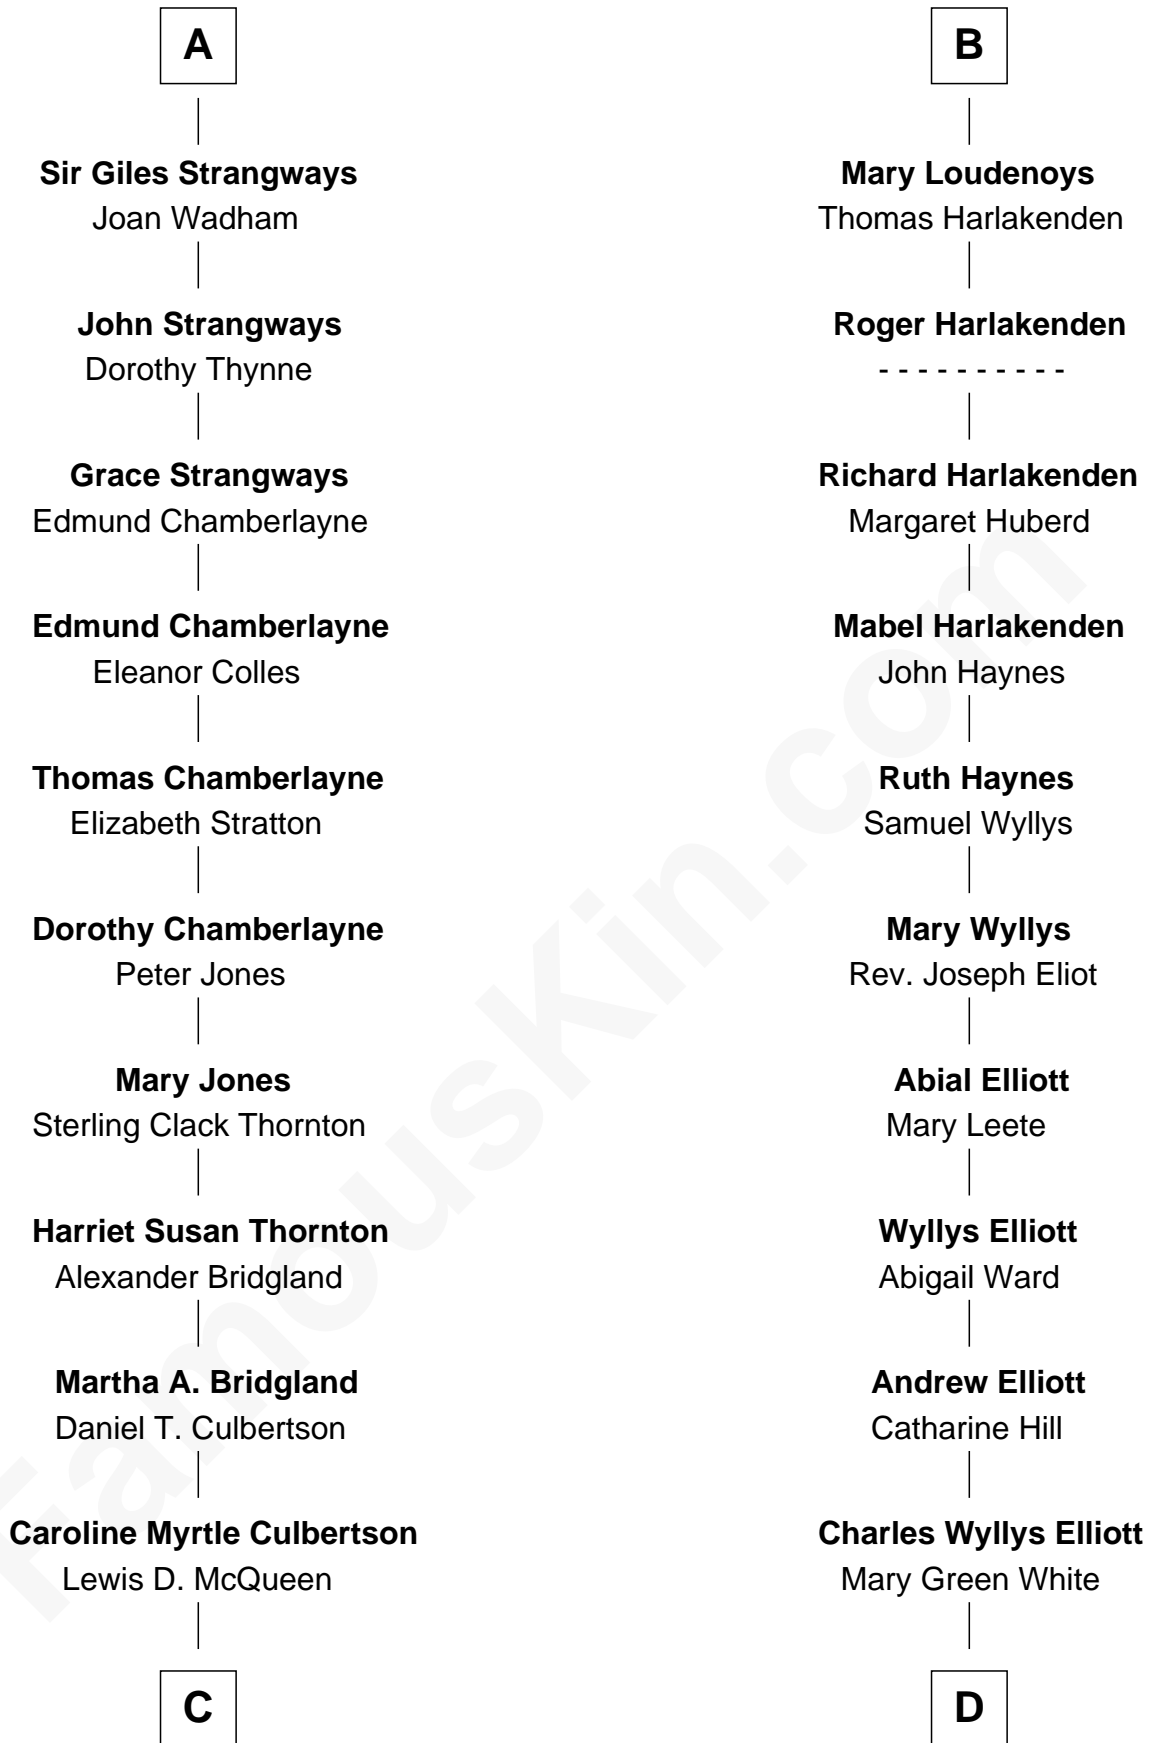 A
Sir Giles Strangways
Joan Wadham
John Strangways
Dorothy Thynne
Grace Strangways
Edmund Chamberlayne
Edmund Chamberlayne
Eleanor Colles
Thomas Chamberlayne
Elizabeth Stratton
Dorothy Chamberlayne
Peter Jones
Mary Jones
Sterling Clack Thornton
Harriet Susan Thornton
Alexander Bridgland
Martha A. Bridgland
Daniel T. Culbertson
Caroline Myrtle Culbertson
Lewis D. McQueen
C
B
Mary Loudenoys
Thomas Harlakenden
Roger Harlakenden
- - - - - - - - - -
Richard Harlakenden
Margaret Huberd
Mabel Harlakenden
John Haynes
Ruth Haynes
Samuel Wyllys
Mary Wyllys
Rev. Joseph Eliot
Abial Elliott
Mary Leete
Wyllys Elliott
Abigail Ward
Andrew Elliott
Catharine Hill
Charles Wyllys Elliott
Mary Green White
D
FamousKin.com